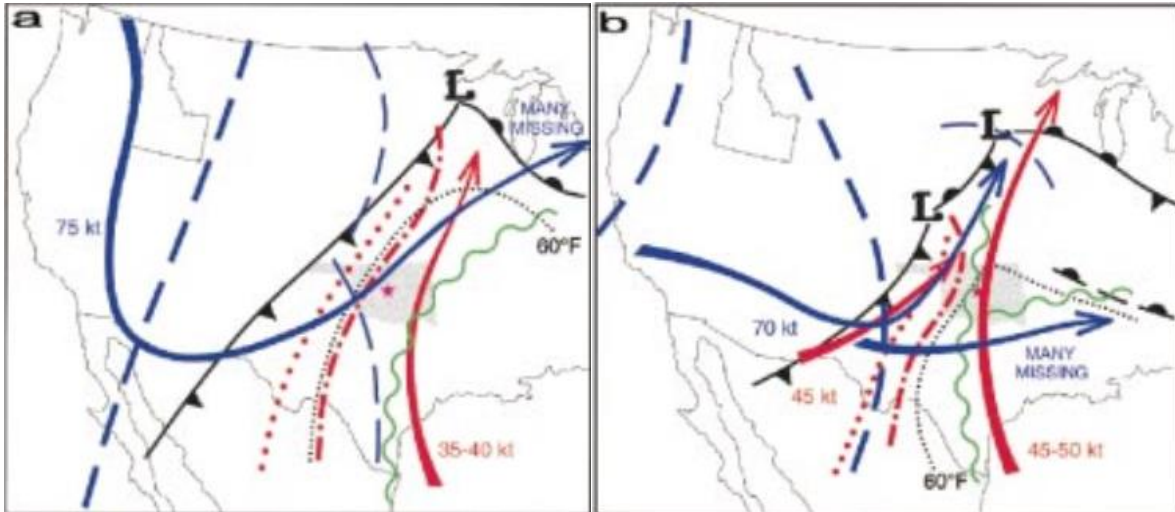 a
L
MANY
MISSING
75 kt
60°F
35-40 kt
b
L
L
70 kt
45 kt
MANY
MISSING
60°F
45-50 kt